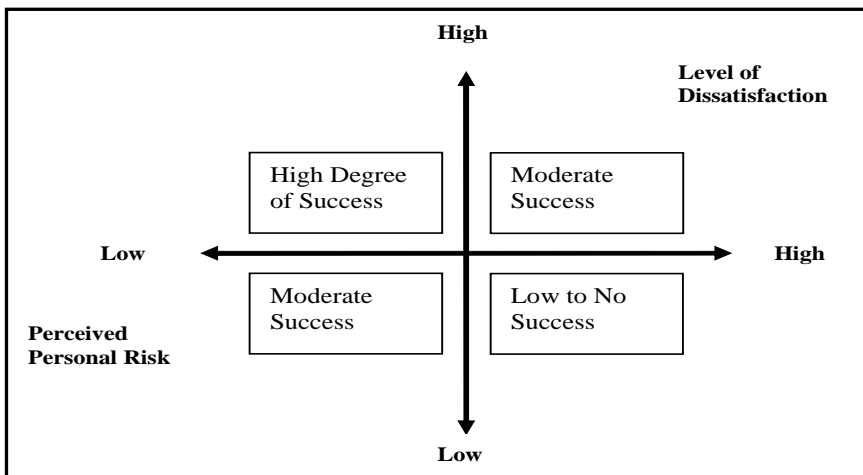 High
Level of
Dissatisfaction
High Degree
of Success
Moderate
Success
Low
High
Moderate
Success
Low to No
Success
Perceived
Personal Risk
Low